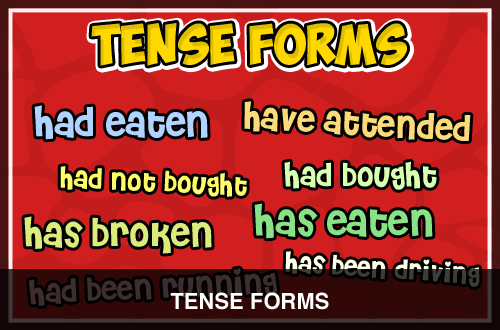 TENSE FORMS
had eaten
have attended
had not bought
had bought
has broken
has eaten
has been driving
had been running
TENSE FORMS